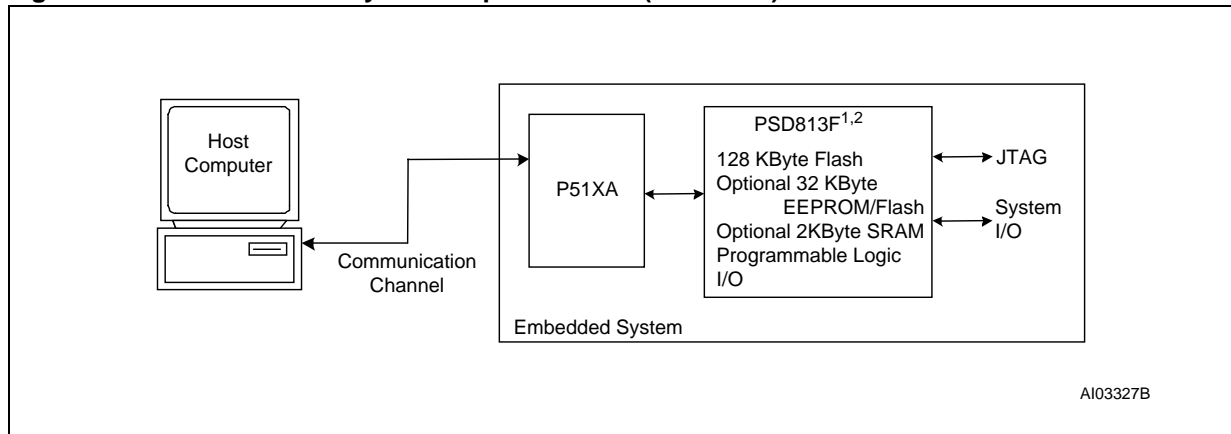 Host
Computer
Communication
Channel
P51XA
PSD813F1,2
128 KByte Flash
Optional 32 KByte
EEPROM/Flash
Optional 2KByte SRAM
Programmable Logic
I/O
JTAG
System
I/O
Embedded System
AI03327B